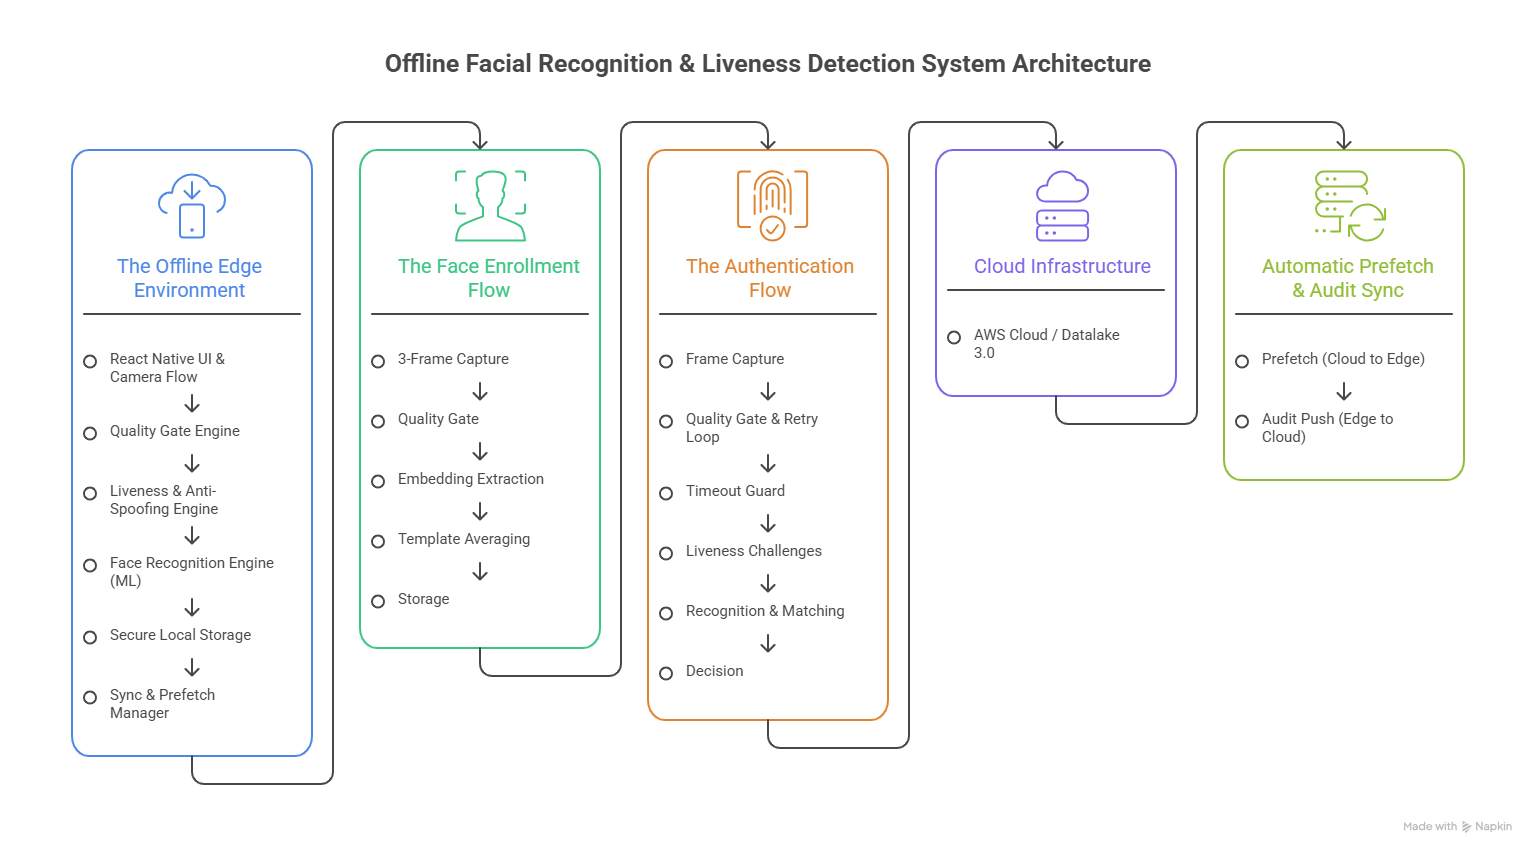 Offline Facial Recognition & Liveness Detection System Architecture
The Offline Edge
Environment
React Native UI &
Camera Flow
Quality Gate Engine
Liveness & Anti-
Spoofing Engine
Face Recognition Engine
(ML)
Secure Local Storage
Sync & Prefetch
Manager
The Face Enrollment
Flow
3-Frame Capture
Quality Gate
Embedding Extraction
Template Averaging
Storage
The Authentication
Flow
Frame Capture
Quality Gate & Retry
Loop
Timeout Guard
Liveness Challenges
Recognition & Matching
Decision
Cloud Infrastructure
AWS Cloud / Datalake
3.0
Automatic Prefetch
& Audit Sync
Prefetch (Cloud to Edge)
Audit Push (Edge to
Cloud)
Made with Napkin